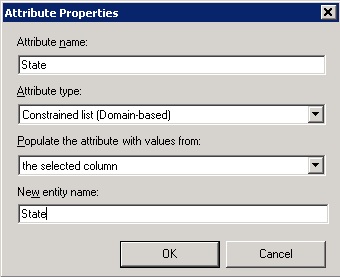 Attribute Properties
Attribute name:
State
Attribute type:
Constrained list (Domain-based)
Populate the attribute with values from:
the selected column
New entity name:
State
OK
Cancel